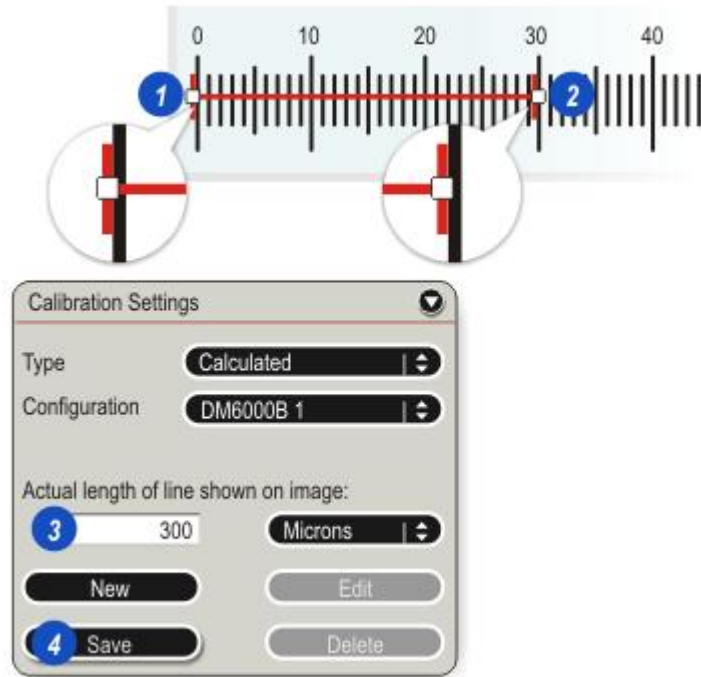 0 10 20 30 40
1 2
Calibration Settings
Type Calculated
Configuration DM6000B 1
Actual length of line shown on image:
3 300 Microns
New Edit
4 Save Delete